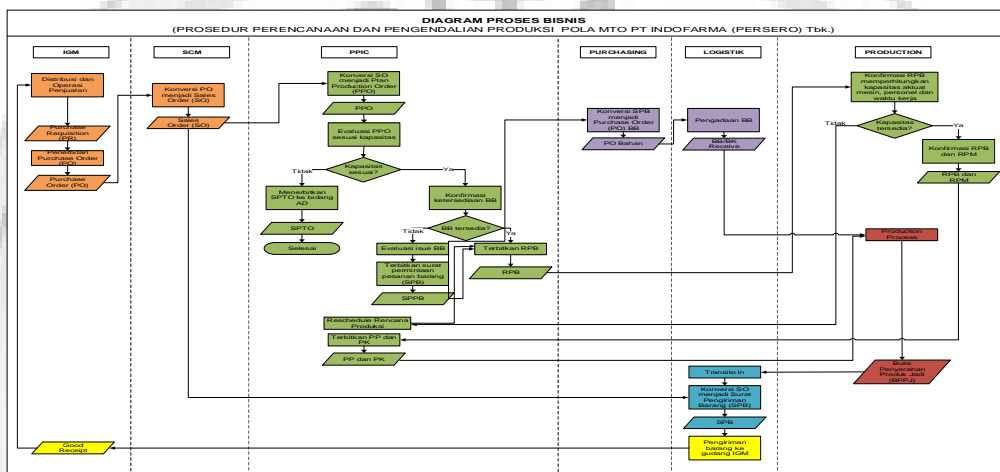 DIAGRAM PROSES BISNIS
(PROSEDUR PERENCANAAN DAN PENGENDALIAN PRODUKSI POLA MTO PT INDOFARMA (PERSERO) Tbk.)
IGM
SCM
PPIC
PURCHASING
LOGISTIK
PRODUCTION
Distribusi dan
Operasi
Penjualan
Purchase
Requisition
(PR)
Penerbitan
Purchase Order
(PO)
Purchase
Order (PO)
Good
Receipt
Konversi PO
menjadi Sales
Order (SO)
Sales
Order (SO)
Konversi SO
menjadi Plan
Production Order
(PPO)
PPO
Evaluasi PPO
sesuai kapasitas
Kapasitas
sesuai?
Tidak
Ya
Menerbitkan
SPTO ke bidang
AD
SPTO
Selesai
Konfirmasi
ketersediaan BB
BB tersedia?
Tidak
Ya
Evaluasi isue BB
Terbitkan surat
permintaan
pesanan barang
(SPB)
SPPB
Terbitkan RPB
RPB
Reschedule Rencana
Produksi
Terbitkan PP dan
PK
PP dan PK
Konversi SPB
menjadi Purchase
Order (PO) BB
PO Bahan
Pengadaan BB
BB/BK
Receive
Transito In
Konversi SO
menjadi Surat
Pengiriman
Barang (SPB)
SPB
Pengiriman
barang ke
gudang IGM
Konfirmasi RPB
memperhitungkan
kapasitas aktual
mesin, personel dan
waktu kerja
Kapasitas
tersedia?
Tidak
Ya
Konfirmasi RPB
dan RPM
RPB dan
RPM
Production
Process
Bukti
Penyerahan
Produk Jadi
(BPPJ)